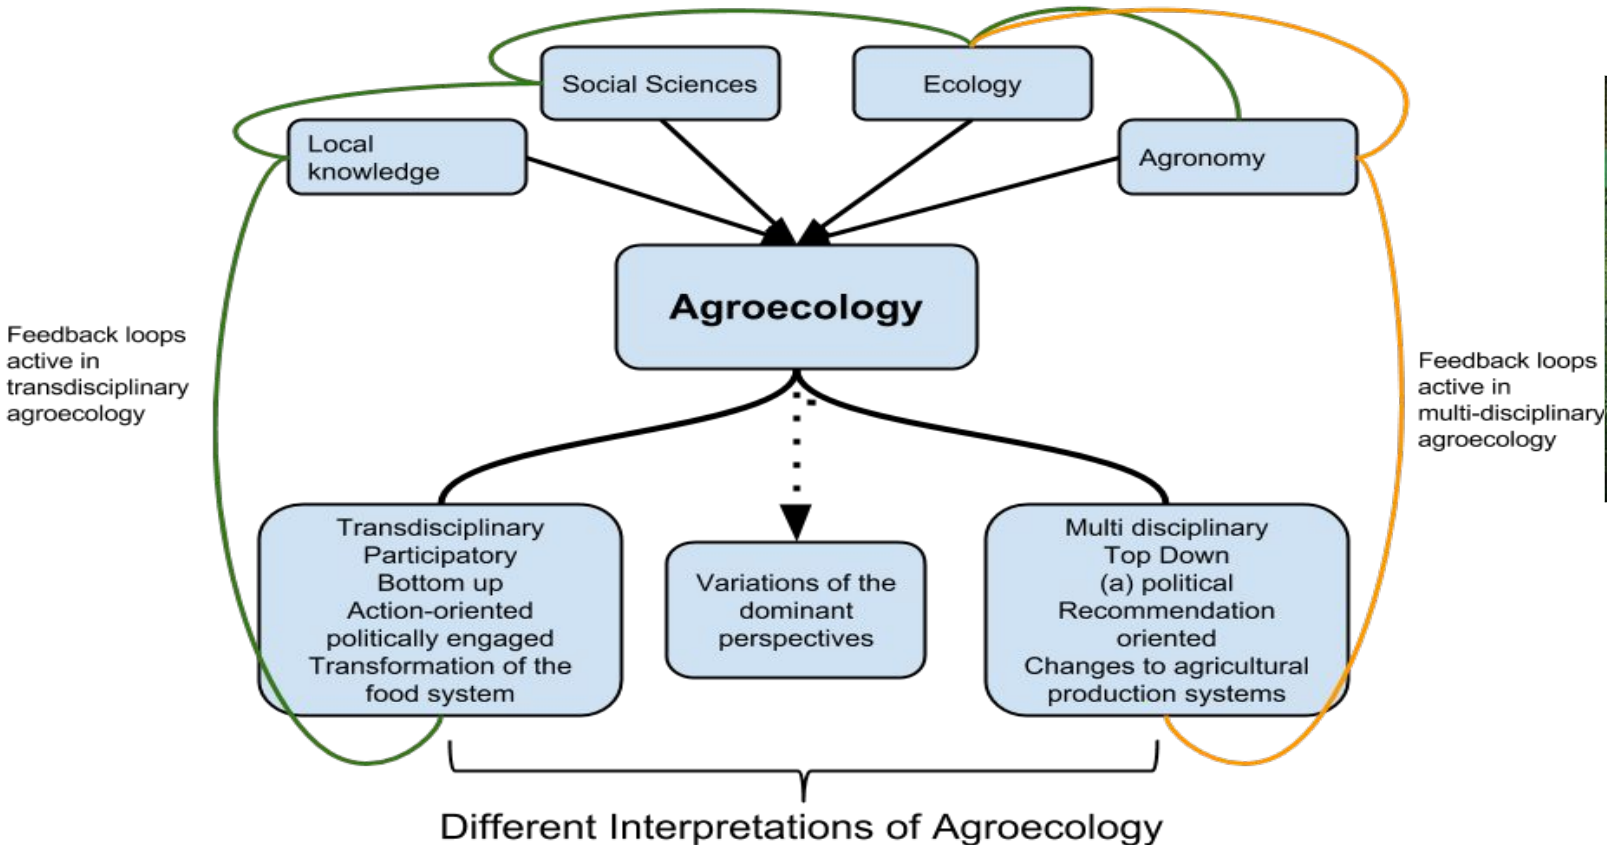 Social Sciences
Ecology
Local
knowledge
Agronomy
Agroecology
Feedback loops
active in
transdisciplinary
agroecology
Feedback loops
active in
multi-disciplinary
agroecology
Transdisciplinary
Participatory
Bottom up
Action-oriented
politically engaged
Transformation of the
food system
Variations of the
dominant
perspectives
Multi disciplinary
Top Down
(a) political
Recommendation
oriented
Changes to agricultural
production systems
Different Interpretations of Agroecology